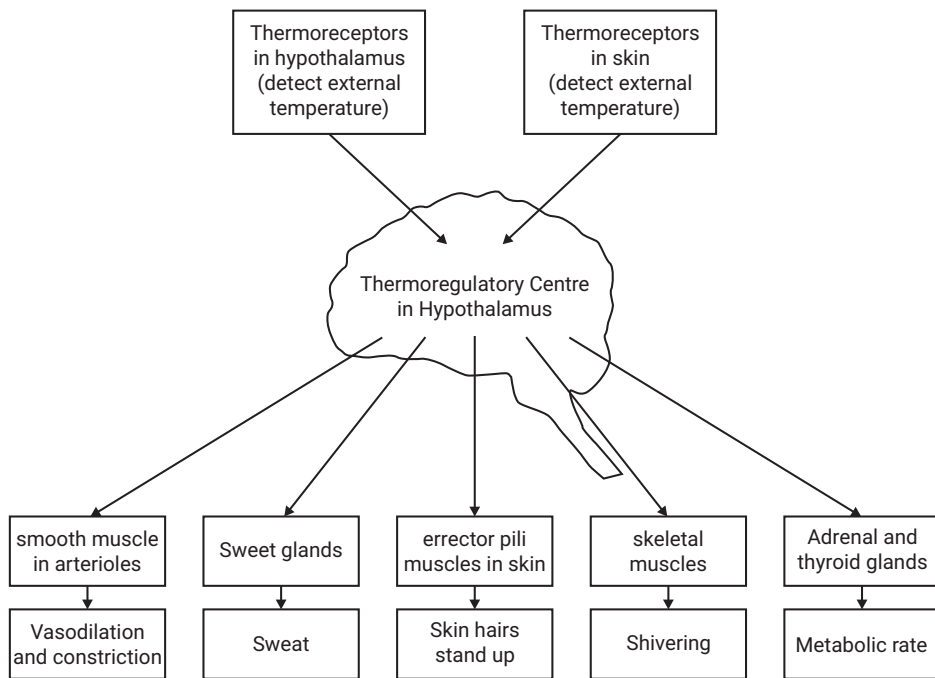 Thermoreceptors
in hypothalamus
(detect external
temperature)
Thermoreceptors
in skin
(detect external
temperature)
Thermoregulatory Centre
in Hypothalamus
smooth muscle
in arterioles
Sweet glands
errector pili
muscles in skin
skeletal
muscles
Adrenal and
thyroid glands
Vasodilation
and constriction
Sweat
Skin hairs
stand up
Shivering
Metabolic rate